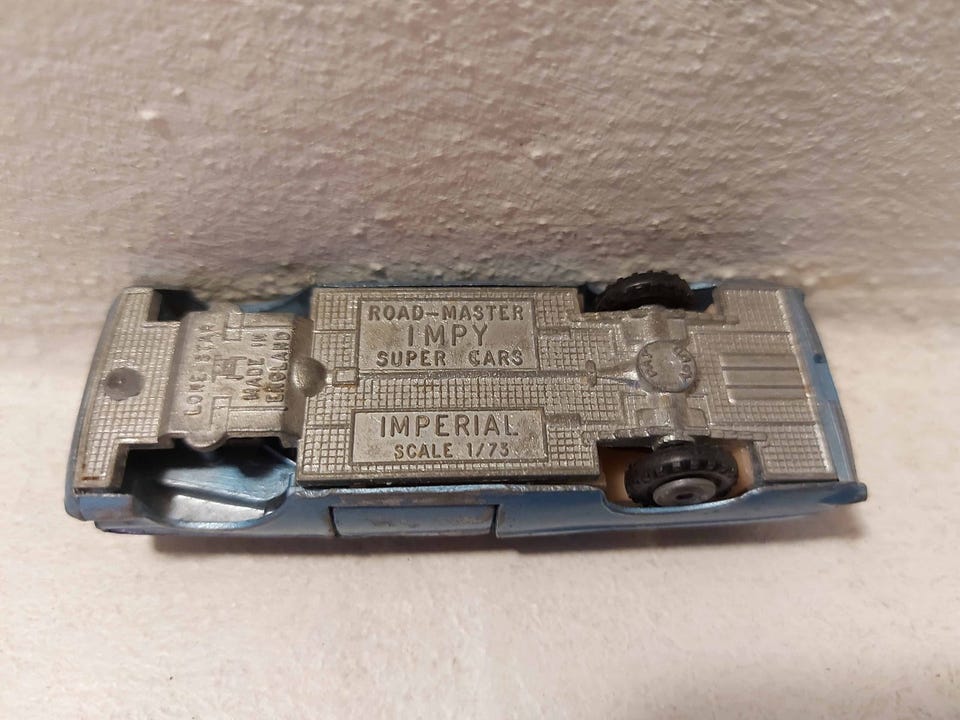 LONE STAR
MADE IN
ENGLAND
ROAD-MASTER
IMPY
SUPER CARS
IMPERIAL
SCALE 1/73